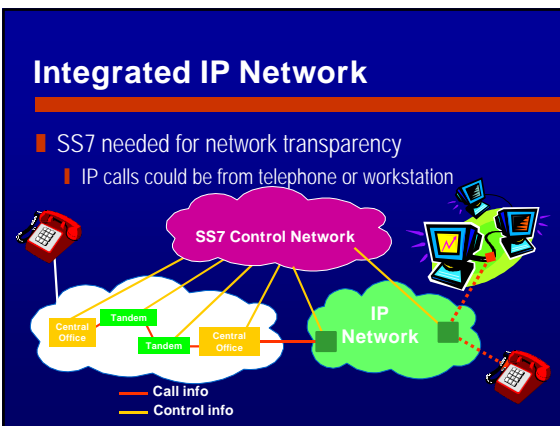 Integrated IP Network
SS7 needed for network transparency
IP calls could be from telephone or workstation
SS7 Control Network
Central
Office
Tandem
Tandem
Central
Office
IP
Network
Call info
Control info